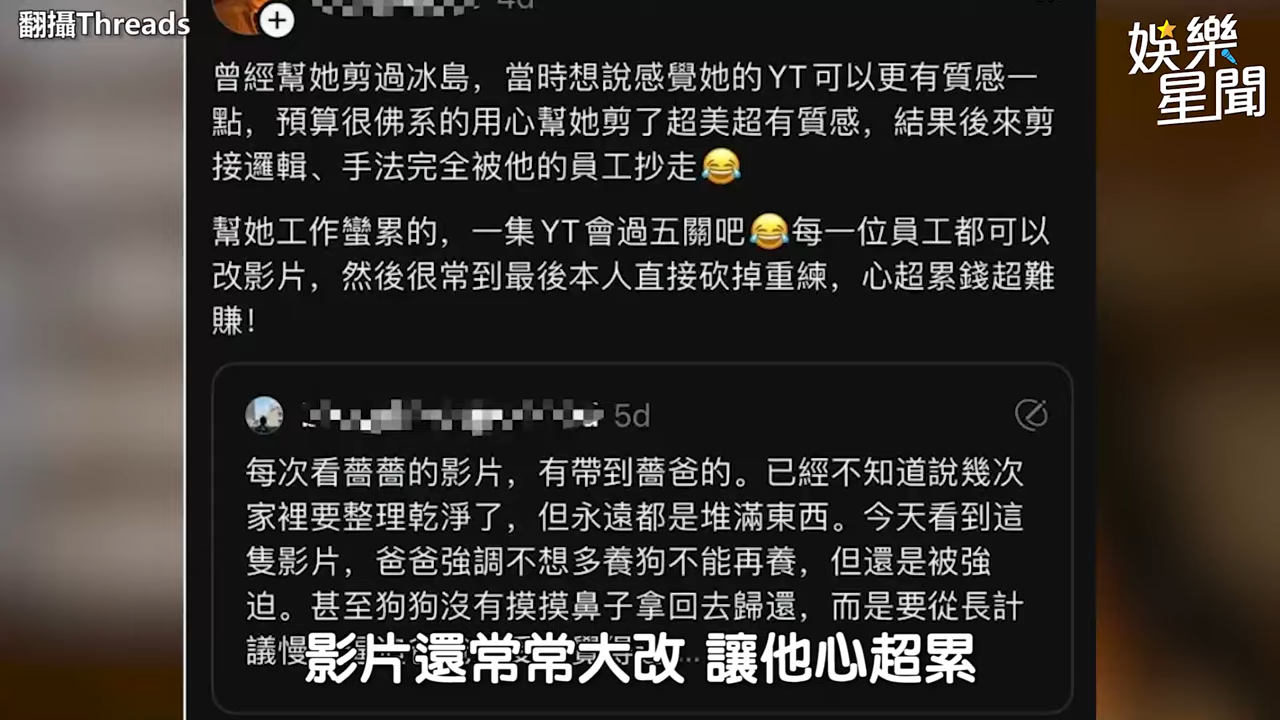 翻攝Threads
4d
娛樂
星聞
曾經幫她剪過冰島，當時想說感覺她的YT可以更有質感一
點，預算很佛系的用心幫她剪了超美超有質感，結果後來剪
接邏輯、手法完全被他的員工抄走😂
幫她工作蠻累的，一集YT會過五關吧😂每一位員工都可以
改影片，然後很常到最後本人直接砍掉重練，心超累錢超難
賺！
5d
每次看薔薔的影片，有帶到薔爸的。已經不知道說幾次
家裡要整理乾淨了，但永遠都是堆滿東西。今天看到這
隻影片，爸爸強調不想多養狗不能再養，但還是被強
迫。甚至狗狗沒有摸摸鼻子拿回去歸還，而是要從長計
議慢
影片還常常大改 讓他心超累